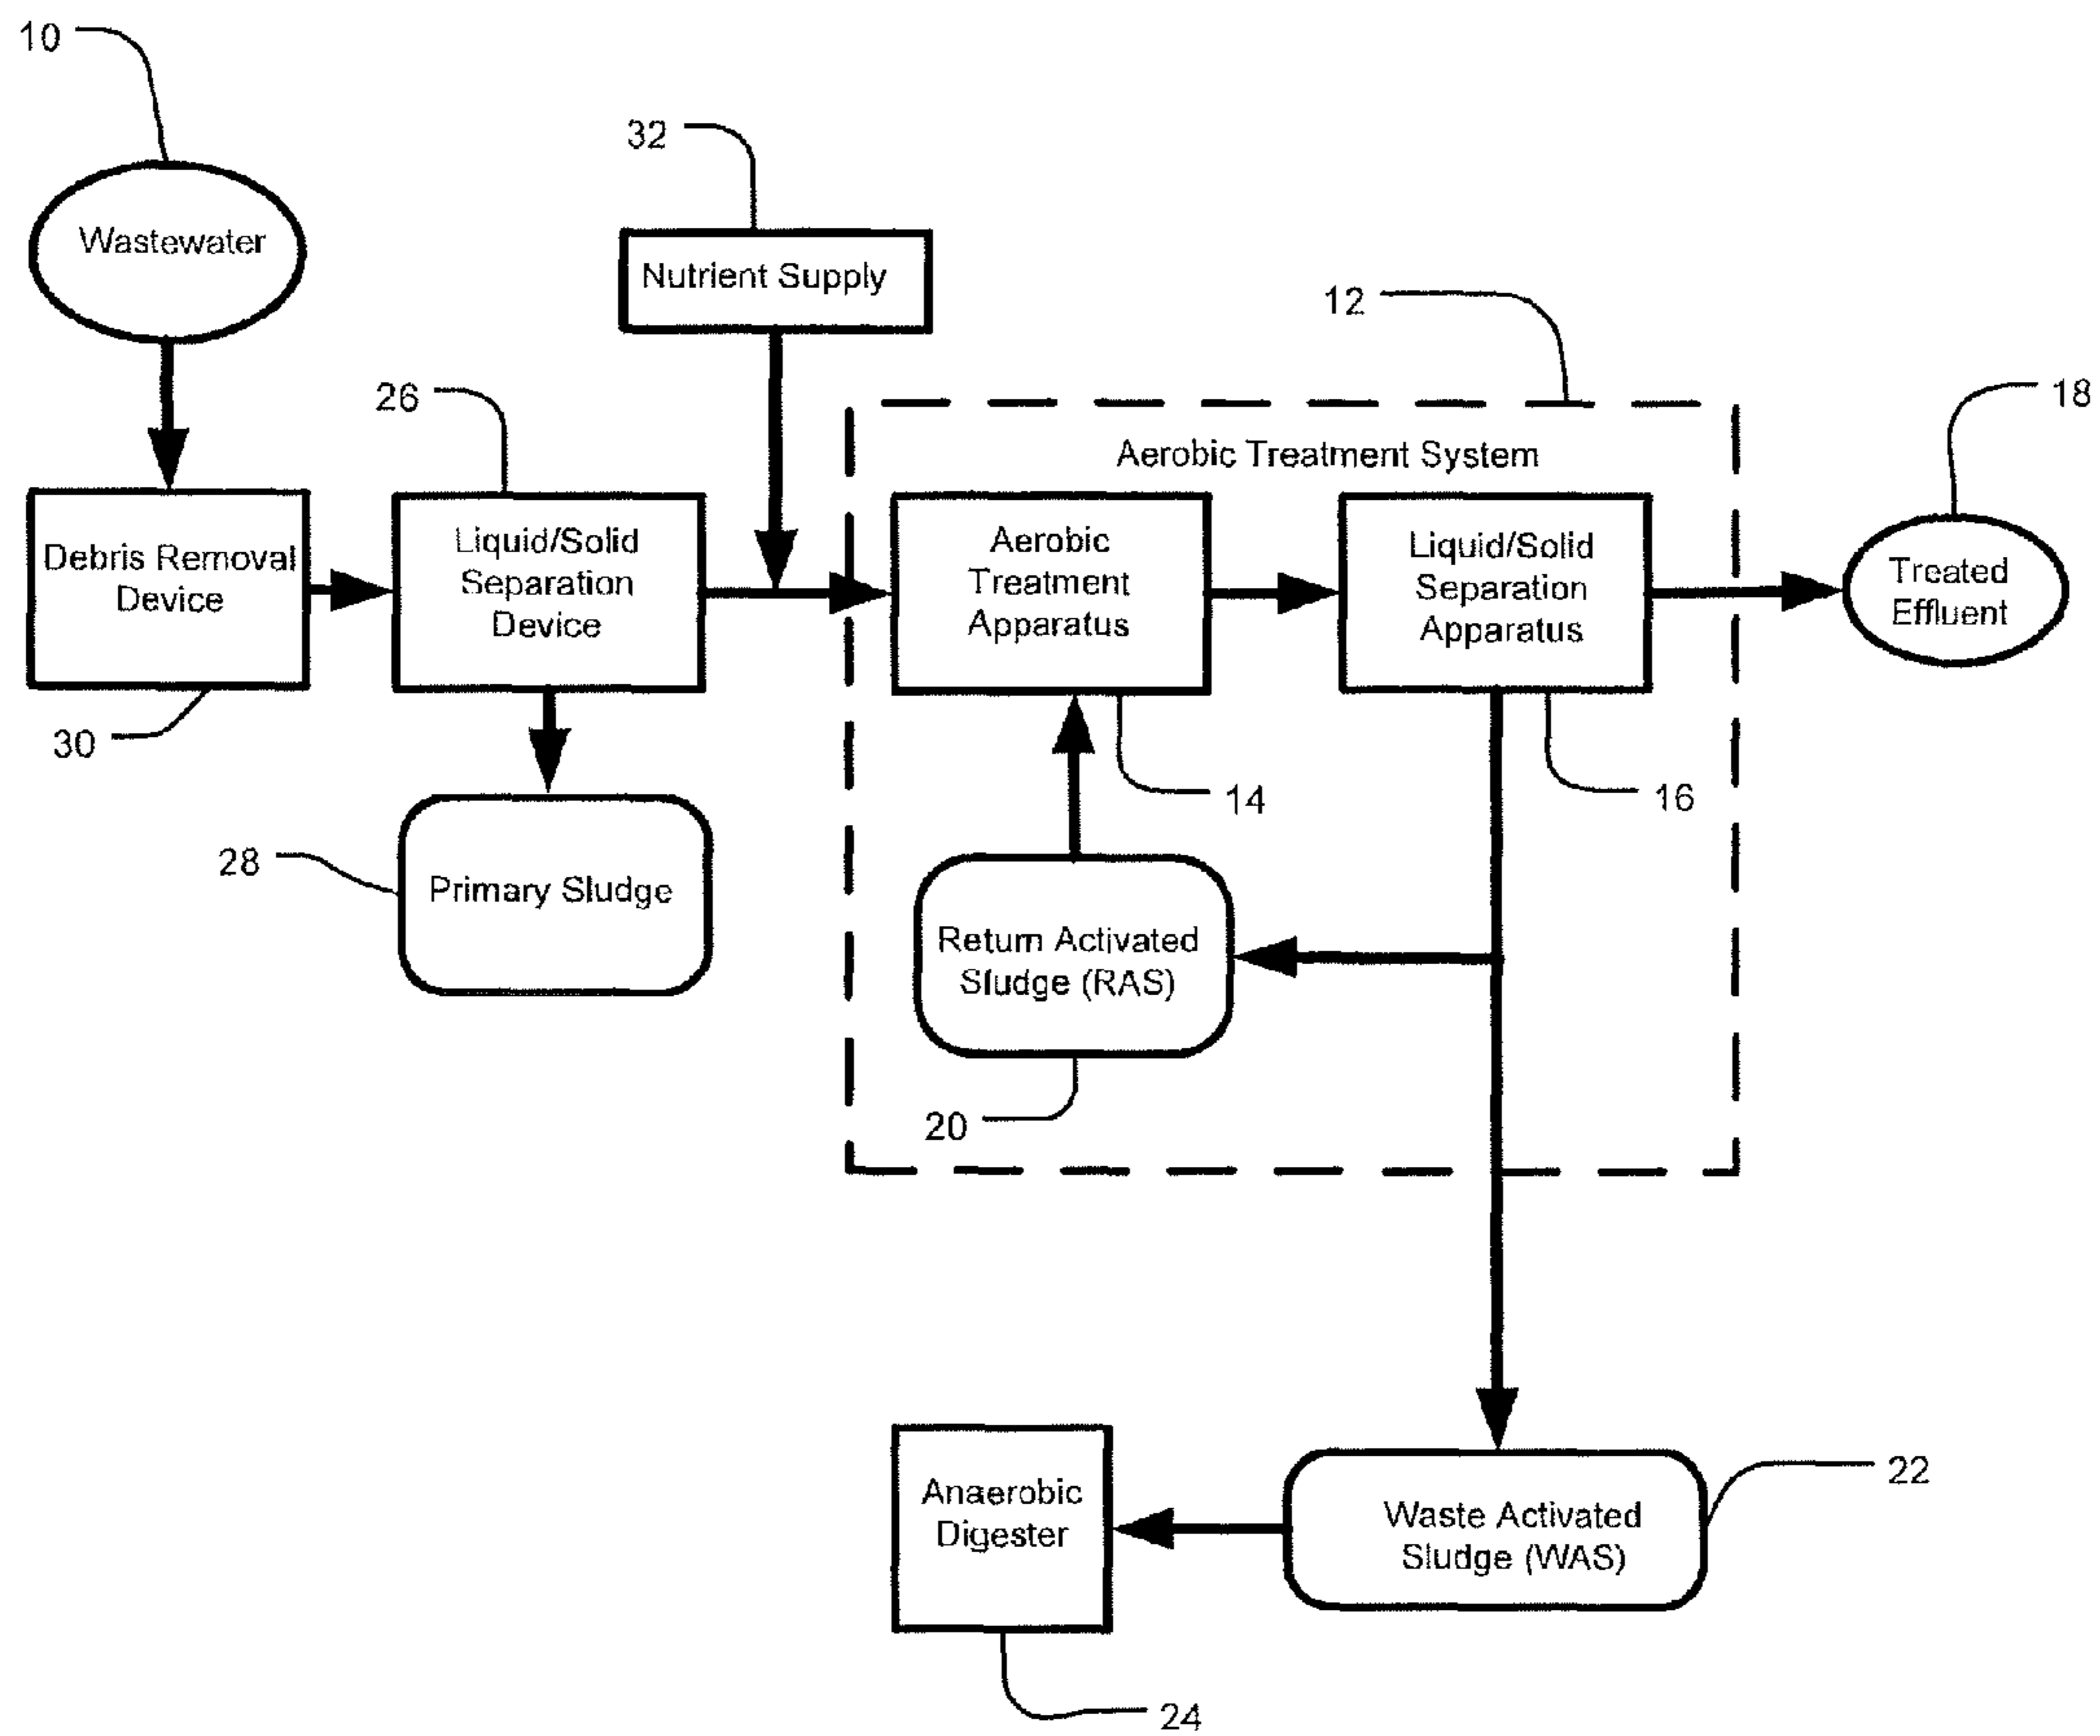 10
32
Wastewater
Nutrient Supply
12
26
18
Aerobic Treatment System
Debris Removal
Device
Liquid/Solid
Separation
Device
Aerobic
Treatment
Apparatus
Liquid/Solid
Separation
Apparatus
Treated
Effluent
30
14
16
28
Primary Sludge
Return Activated
Sludge (RAS)
20
22
Anaerobic
Digester
Waste Activated
Sludge (WAS)
24